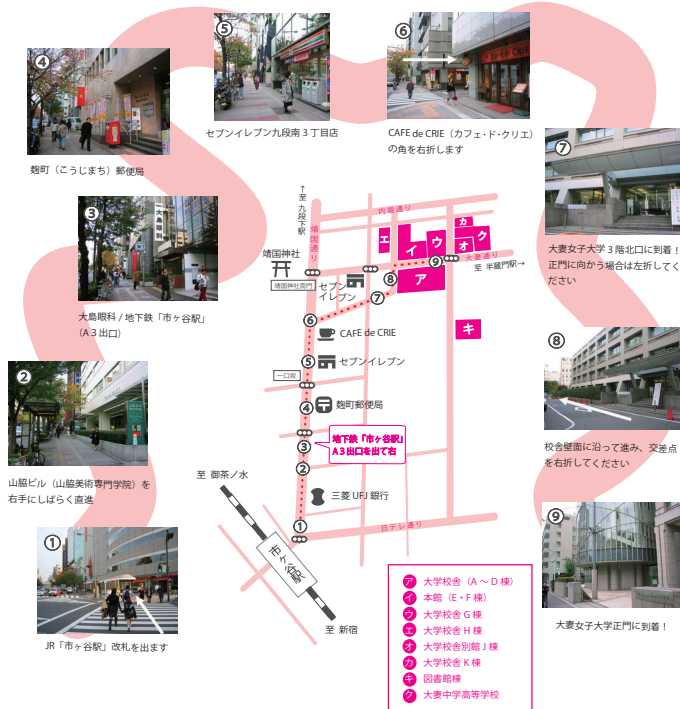 ⑤
⑥
④
セブンイレブン九段南3丁目店
CAFE de CRIE（カフェ・ド・クリエ）
の角を右折します
⑦
麹町（こうじまち）郵便局
③
大島眼科
大島眼科 / 地下鉄「市ヶ谷駅」
（A3出口）
大妻女子大学3階北口に到着！
正門に向かう場合は左折してく
ださい
②
⑧
山脇ビル（山脇美術専門学院）を
右手にしばらく直進
校舎壁面に沿って進み、交差点
を右折してください
①
⑨
JR「市ヶ谷駅」改札を出ます
大妻女子大学正門に到着！
↑至 九段下駅
靖国通り
内堀通り
カ
エ
ウ
ク
イ
オ
⑨
大妻通り
靖国神社
至 半蔵門駅→
⑧
ア
靖国神社南門
セブン
イレブン
⑦
⑥
CAFE de CRIE
キ
⑤
セブンイレブン
一口坂
④
麹町郵便局
地下鉄「市ヶ谷駅」
A3出口を出て右
③
②
至 御茶ノ水
三菱 UFJ 銀行
①
日テレ通り
市ヶ谷駅
至 新宿
ア 大学校舎（A～D棟）
イ 本館（E・F棟）
ウ 大学校舎G棟
エ 大学校舎H棟
オ 大学校舎別館J棟
カ 大学校舎K棟
キ 図書館棟
ク 大妻中学高等学校